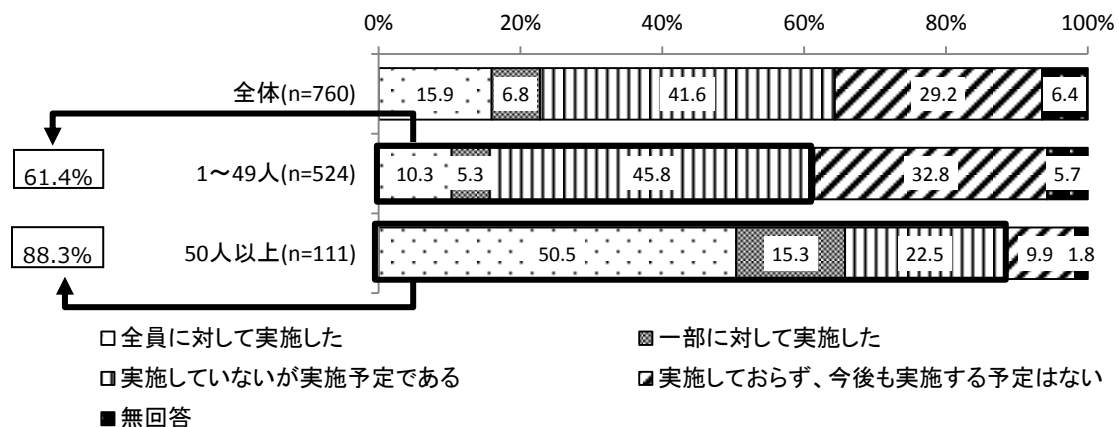 0% 20% 40% 60% 80% 100%
全体(n=760) 15.9 6.8 41.6 29.2 6.4
61.4% 1～49人(n=524) 10.3 5.3 45.8 32.8 5.7
88.3% 50人以上(n=111) 50.5 15.3 22.5 9.9 1.8
全員に対して実施した 一部に対して実施した
実施していないが実施予定である 実施しておらず、今後も実施する予定はない
無回答